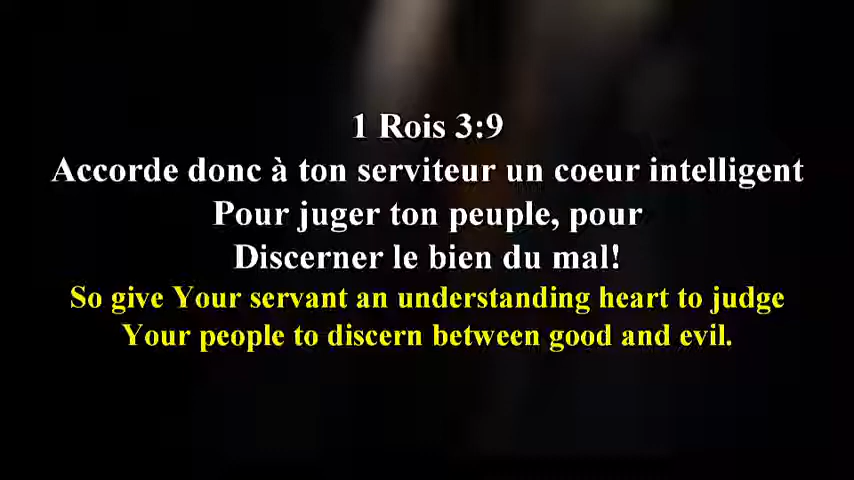 1 Rois 3:9
Accorde donc à ton serviteur un coeur intelligent
Pour juger ton peuple, pour
Discerner le bien du mal!
So give Your servant an understanding heart to judge
Your people to discern between good and evil.